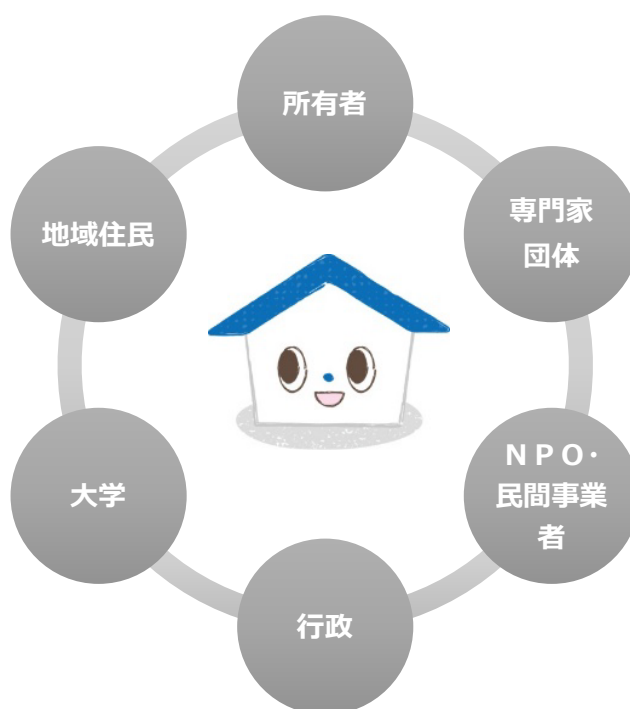 所有者
専門家
団体
ＮＰＯ・
民間事業
者
行政
大学
地域住民